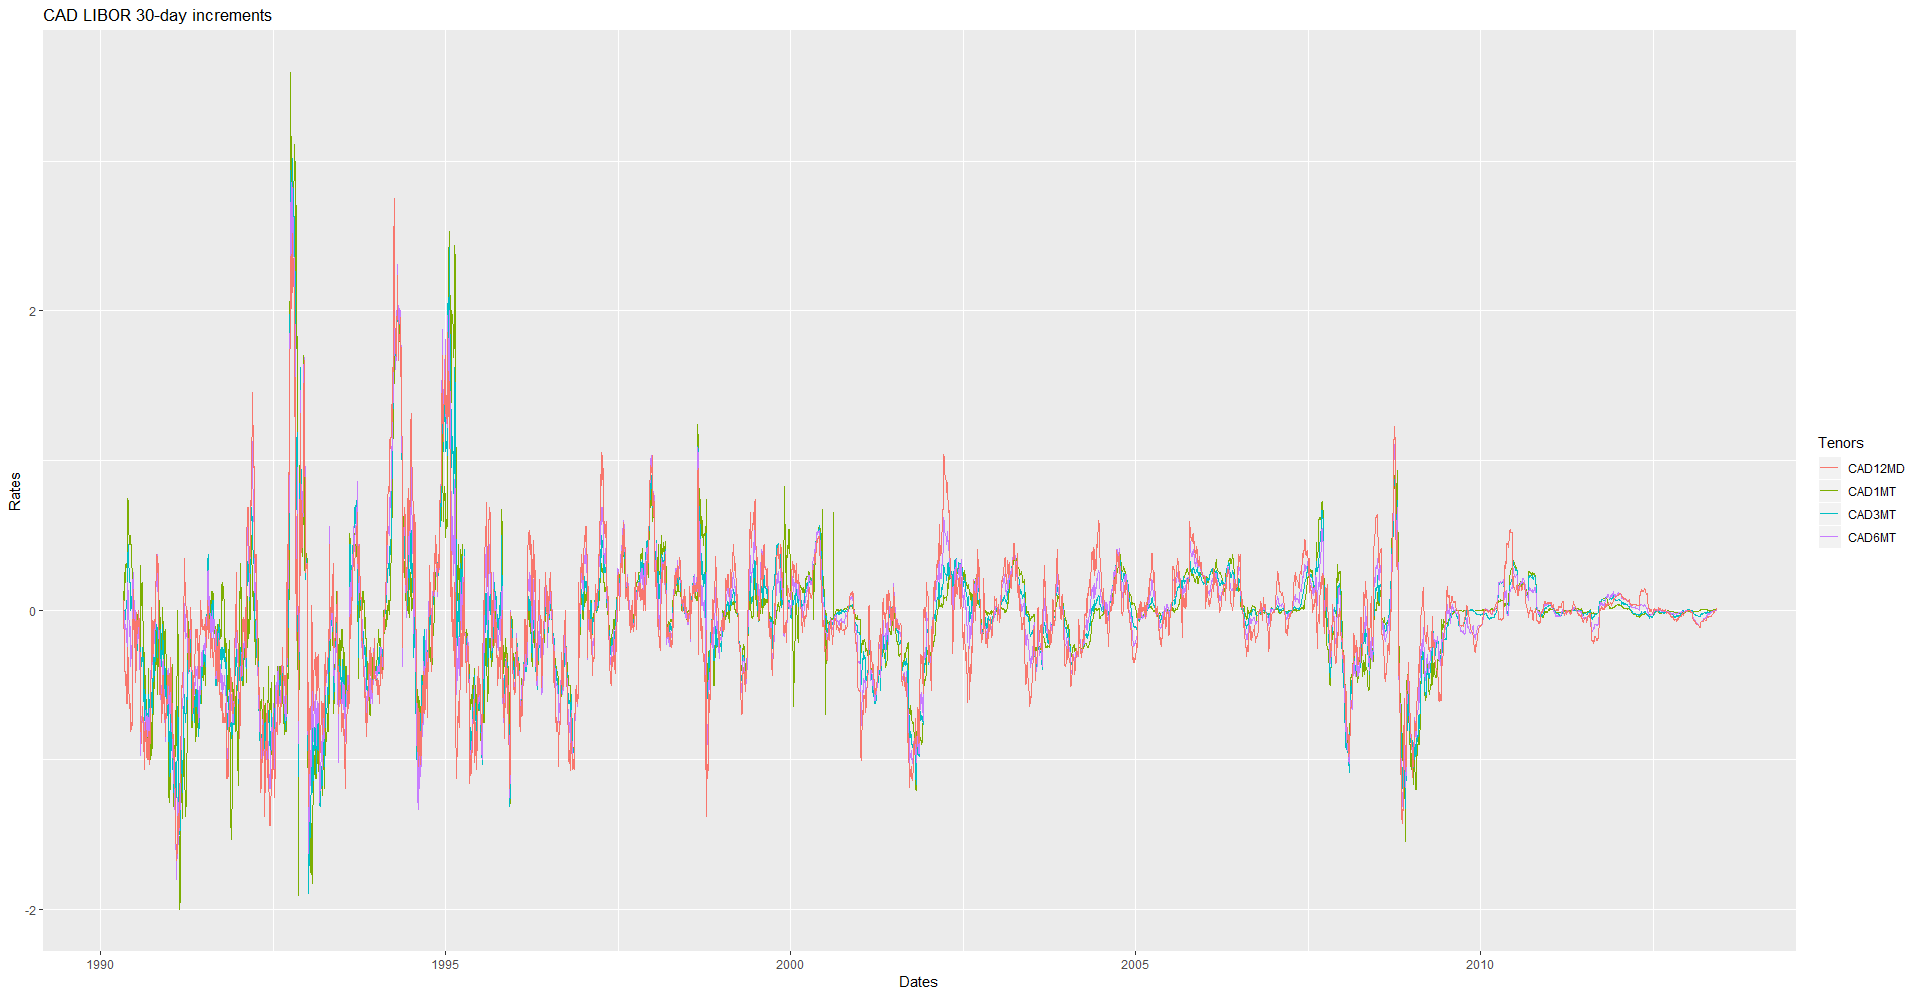 CAD LIBOR 30-day increments
Rates
2
0
-2
1990
1995
2000
2005
2010
Dates
Tenors
CAD12MD
CAD1MT
CAD3MT
CAD6MT